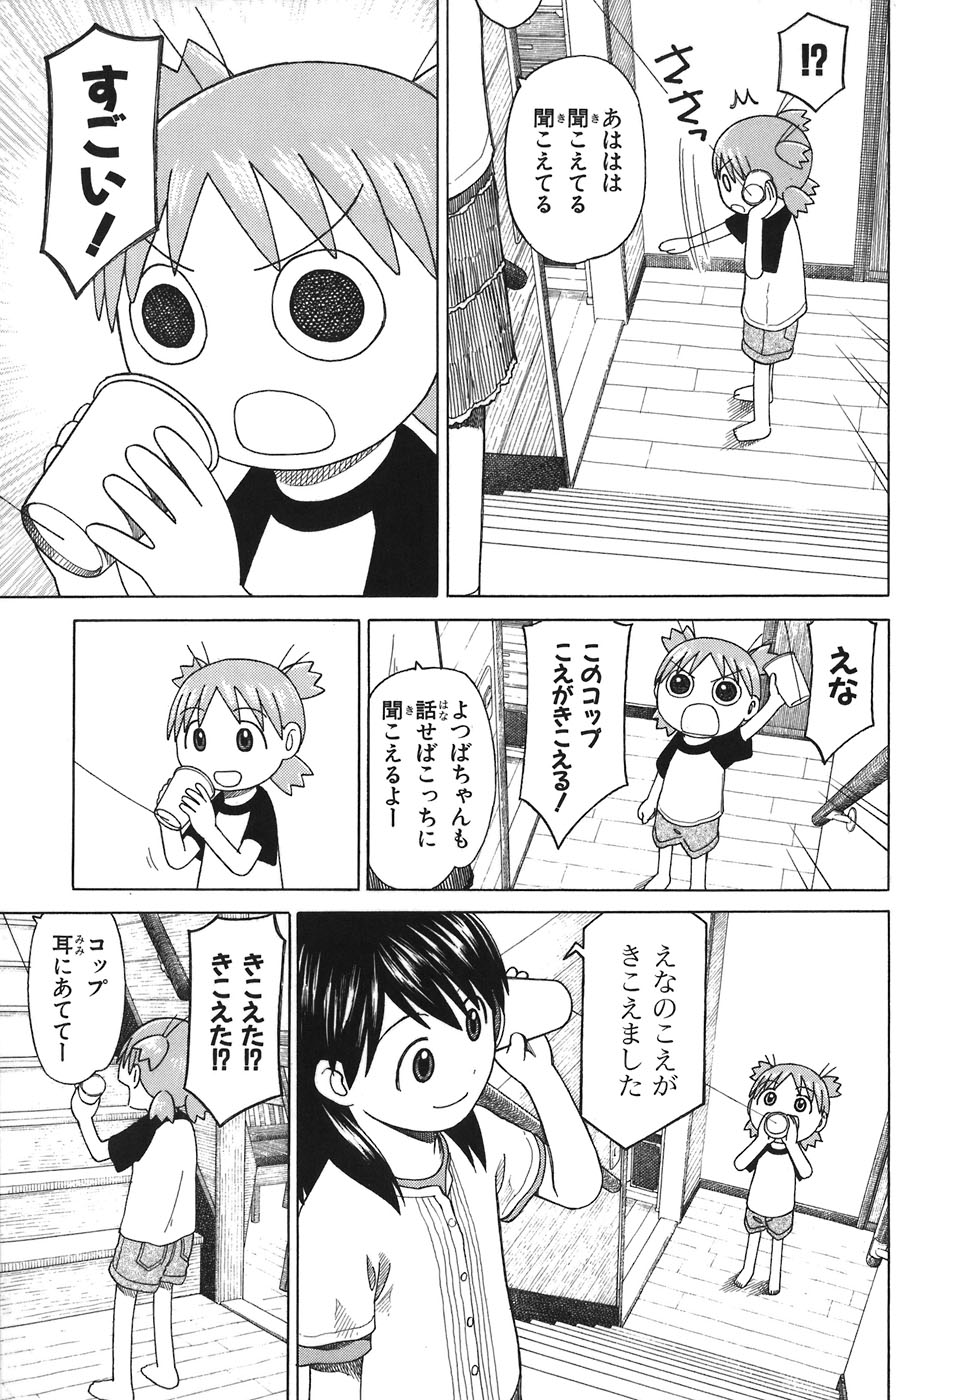 !?
ササッ
あははは
聞こえてる
聞こえてる
すごい!
えな
このコップ
こえがきこえる!
よつばちゃんも
話せばこっちに
聞こえるよー
えなのこえが
きこえました
きこえた!?
きこえた!?
コップ
耳にあててー